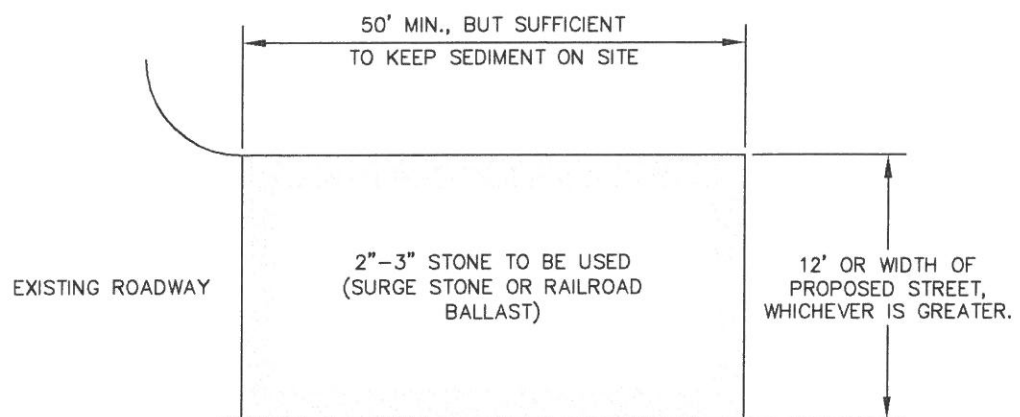 50' MIN., BUT SUFFICIENT
TO KEEP SEDIMENT ON SITE
EXISTING ROADWAY
2"–3" STONE TO BE USED
(SURGE STONE OR RAILROAD
BALLAST)
12' OR WIDTH OF
PROPOSED STREET,
WHICHEVER IS GREATER.